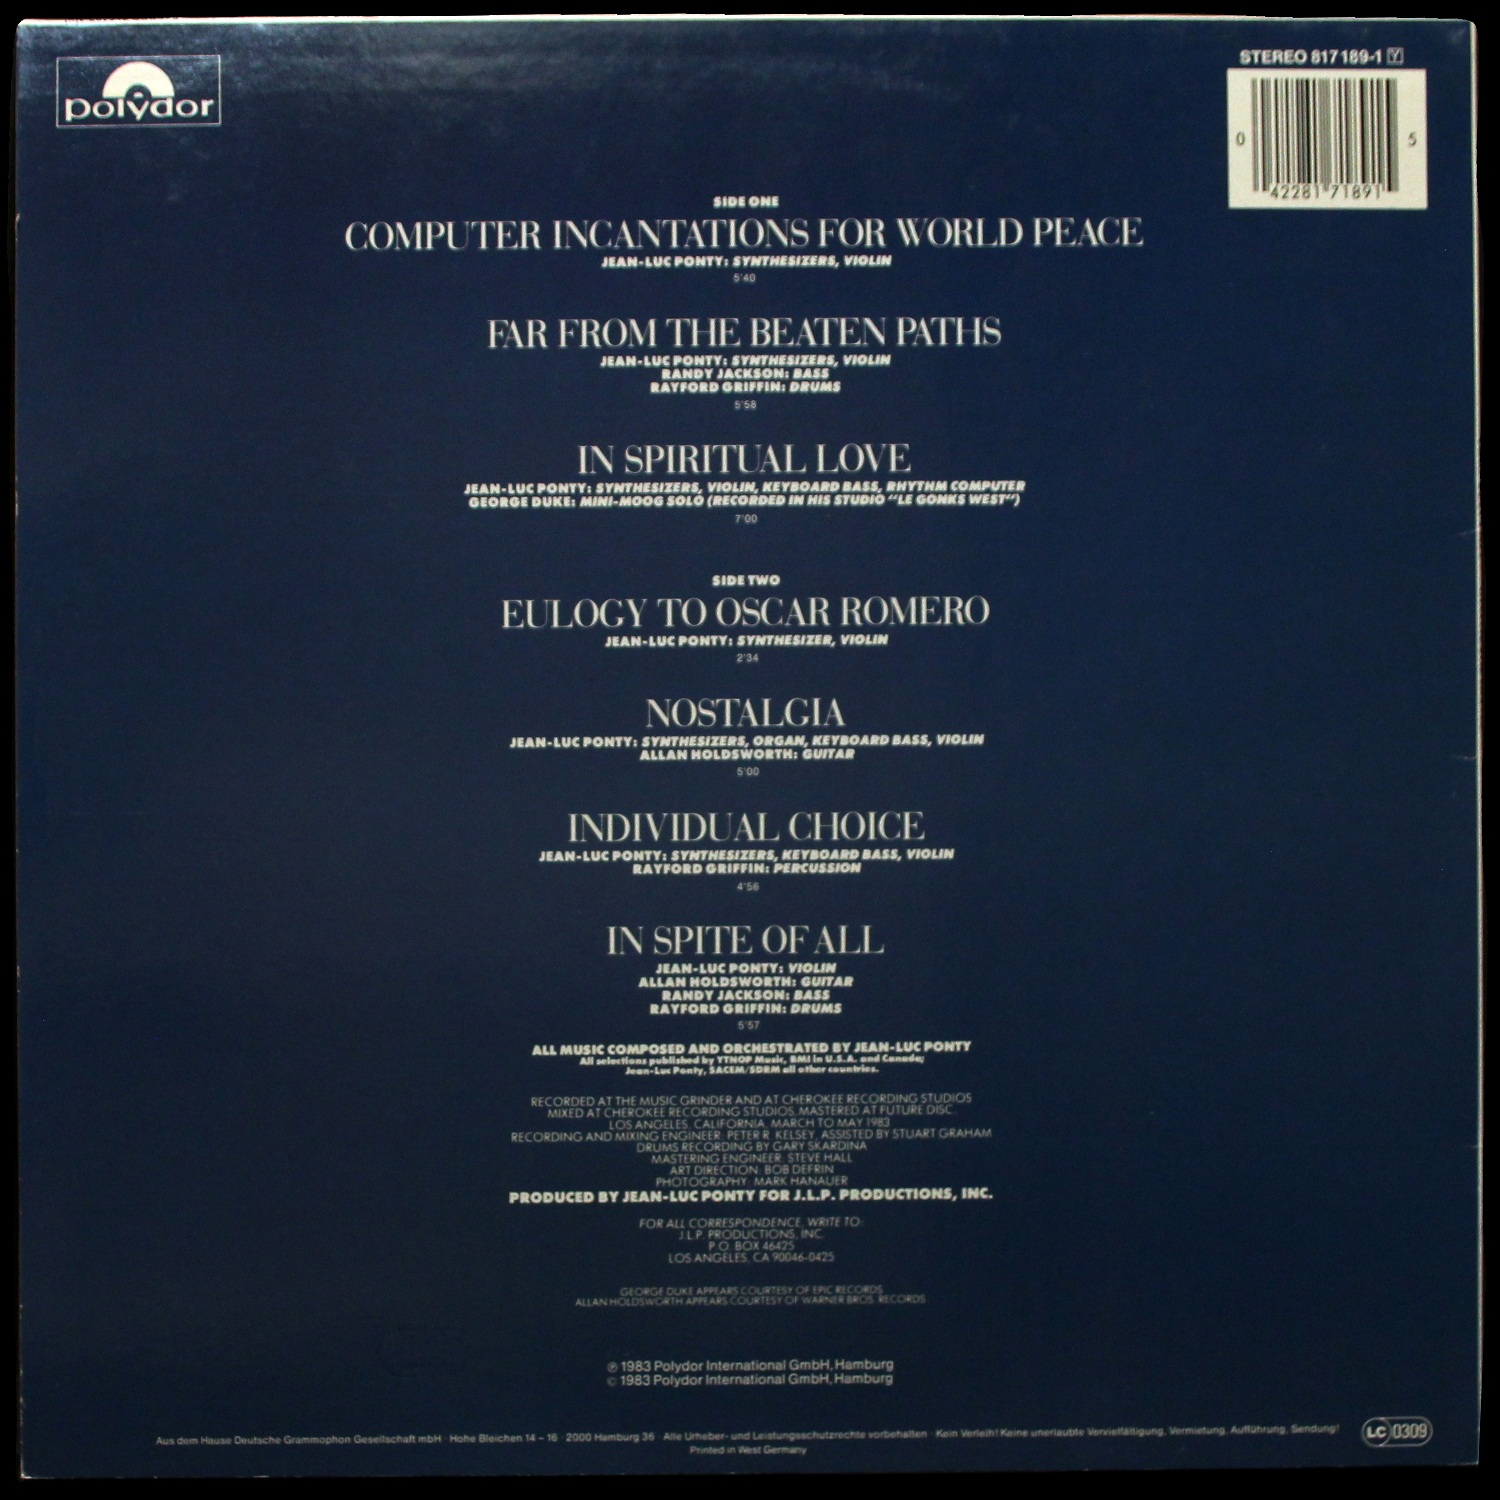 polydor
STEREO 817 189-1 Y
0 42281 71891 5
SIDE ONE
COMPUTER INCANTATIONS FOR WORLD PEACE
JEAN-LUC PONTY: SYNTHESIZERS, VIOLIN
5'40
FAR FROM THE BEATEN PATHS
JEAN-LUC PONTY: SYNTHESIZERS, VIOLIN
RANDY JACKSON: BASS
RAYFORD GRIFFIN: DRUMS
5'58
IN SPIRITUAL LOVE
JEAN-LUC PONTY: SYNTHESIZERS, VIOLIN, KEYBOARD BASS, RHYTHM COMPUTER
GEORGE DUKE: MINI-MOOG SOLO (RECORDED IN HIS STUDIO "LE GONKS WEST")
7'00
SIDE TWO
EULOGY TO OSCAR ROMERO
JEAN-LUC PONTY: SYNTHESIZER, VIOLIN
2'34
NOSTALGIA
JEAN-LUC PONTY: SYNTHESIZERS, ORGAN, KEYBOARD BASS, VIOLIN
ALLAN HOLDSWORTH: GUITAR
5'00
INDIVIDUAL CHOICE
JEAN-LUC PONTY: SYNTHESIZERS, KEYBOARD BASS, VIOLIN
RAYFORD GRIFFIN: PERCUSSION
4'56
IN SPITE OF ALL
JEAN-LUC PONTY: VIOLIN
ALLAN HOLDSWORTH: GUITAR
RANDY JACKSON: BASS
RAYFORD GRIFFIN: DRUMS
5'57
ALL MUSIC COMPOSED AND ORCHESTRATED BY JEAN-LUC PONTY
All selections published by YTNOP Music, BMI in U.S.A. and Canada;
Jean-Luc Ponty, SACEM/SDRM all other countries.
RECORDED AT THE MUSIC GRINDER AND AT CHEROKEE RECORDING STUDIOS
MIXED AT CHEROKEE RECORDING STUDIOS. MASTERED AT FUTURE DISC.
LOS ANGELES, CALIFORNIA, MARCH TO MAY 1983
RECORDING AND MIXING ENGINEER: PETER R. KELSEY, ASSISTED BY STUART GRAHAM
DRUMS RECORDING BY GARY SKARDINA
MASTERING ENGINEER: STEVE HALL
ART DIRECTION: BOB DEFRIN
PHOTOGRAPHY: MARK HANAUER
PRODUCED BY JEAN-LUC PONTY FOR J.L.P. PRODUCTIONS, INC.
FOR ALL CORRESPONDENCE, WRITE TO:
J.L.P. PRODUCTIONS, INC.
P.O. BOX 46425
LOS ANGELES, CA 90046-0425
GEORGE DUKE APPEARS COURTESY OF EPIC RECORDS
ALLAN HOLDSWORTH APPEARS COURTESY OF WARNER BROS. RECORDS
℗ 1983 Polydor International GmbH, Hamburg
© 1983 Polydor International GmbH, Hamburg
Aus dem Hause Deutsche Grammophon Gesellschaft mbH · Hohe Bleichen 14 – 16 · 2000 Hamburg 36 · Alle Urheber- und Leistungsschutzrechte vorbehalten · Kein Verleih! Keine unerlaubte Vervielfältigung, Vermietung, Aufführung, Sendung!
LC 0309
Printed in West Germany